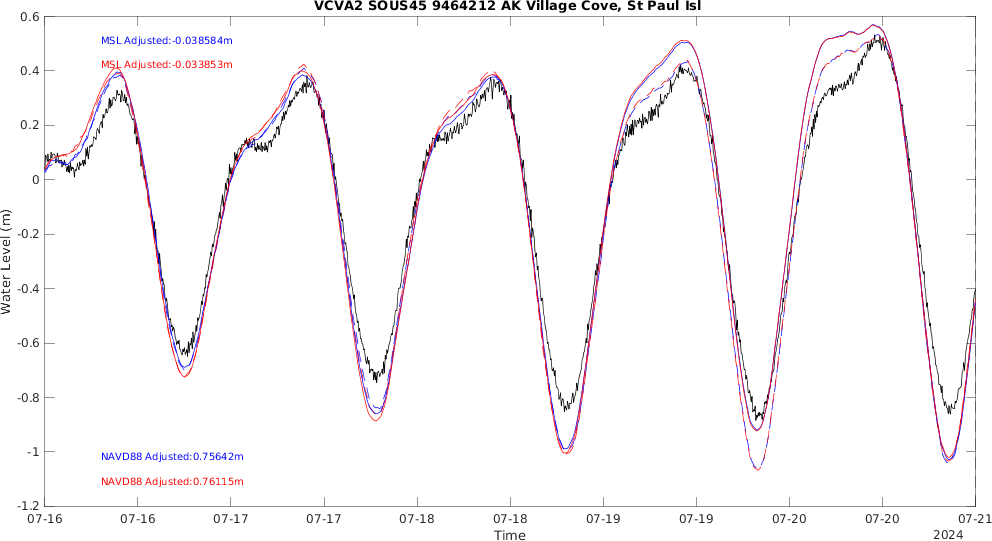 VCVA2 SOUS45 9464212 AK Village Cove, St Paul Isl
0.6
0.4
0.2
0
-0.2
-0.4
-0.6
-0.8
-1
-1.2
Water Level (m)
MSL Adjusted:-0.038584m
MSL Adjusted:-0.033853m
NAVD88 Adjusted:0.75642m
NAVD88 Adjusted:0.76115m
07-16 07-16 07-17 07-17 07-18 07-18 07-19 07-19 07-20 07-20 07-21
Time
2024